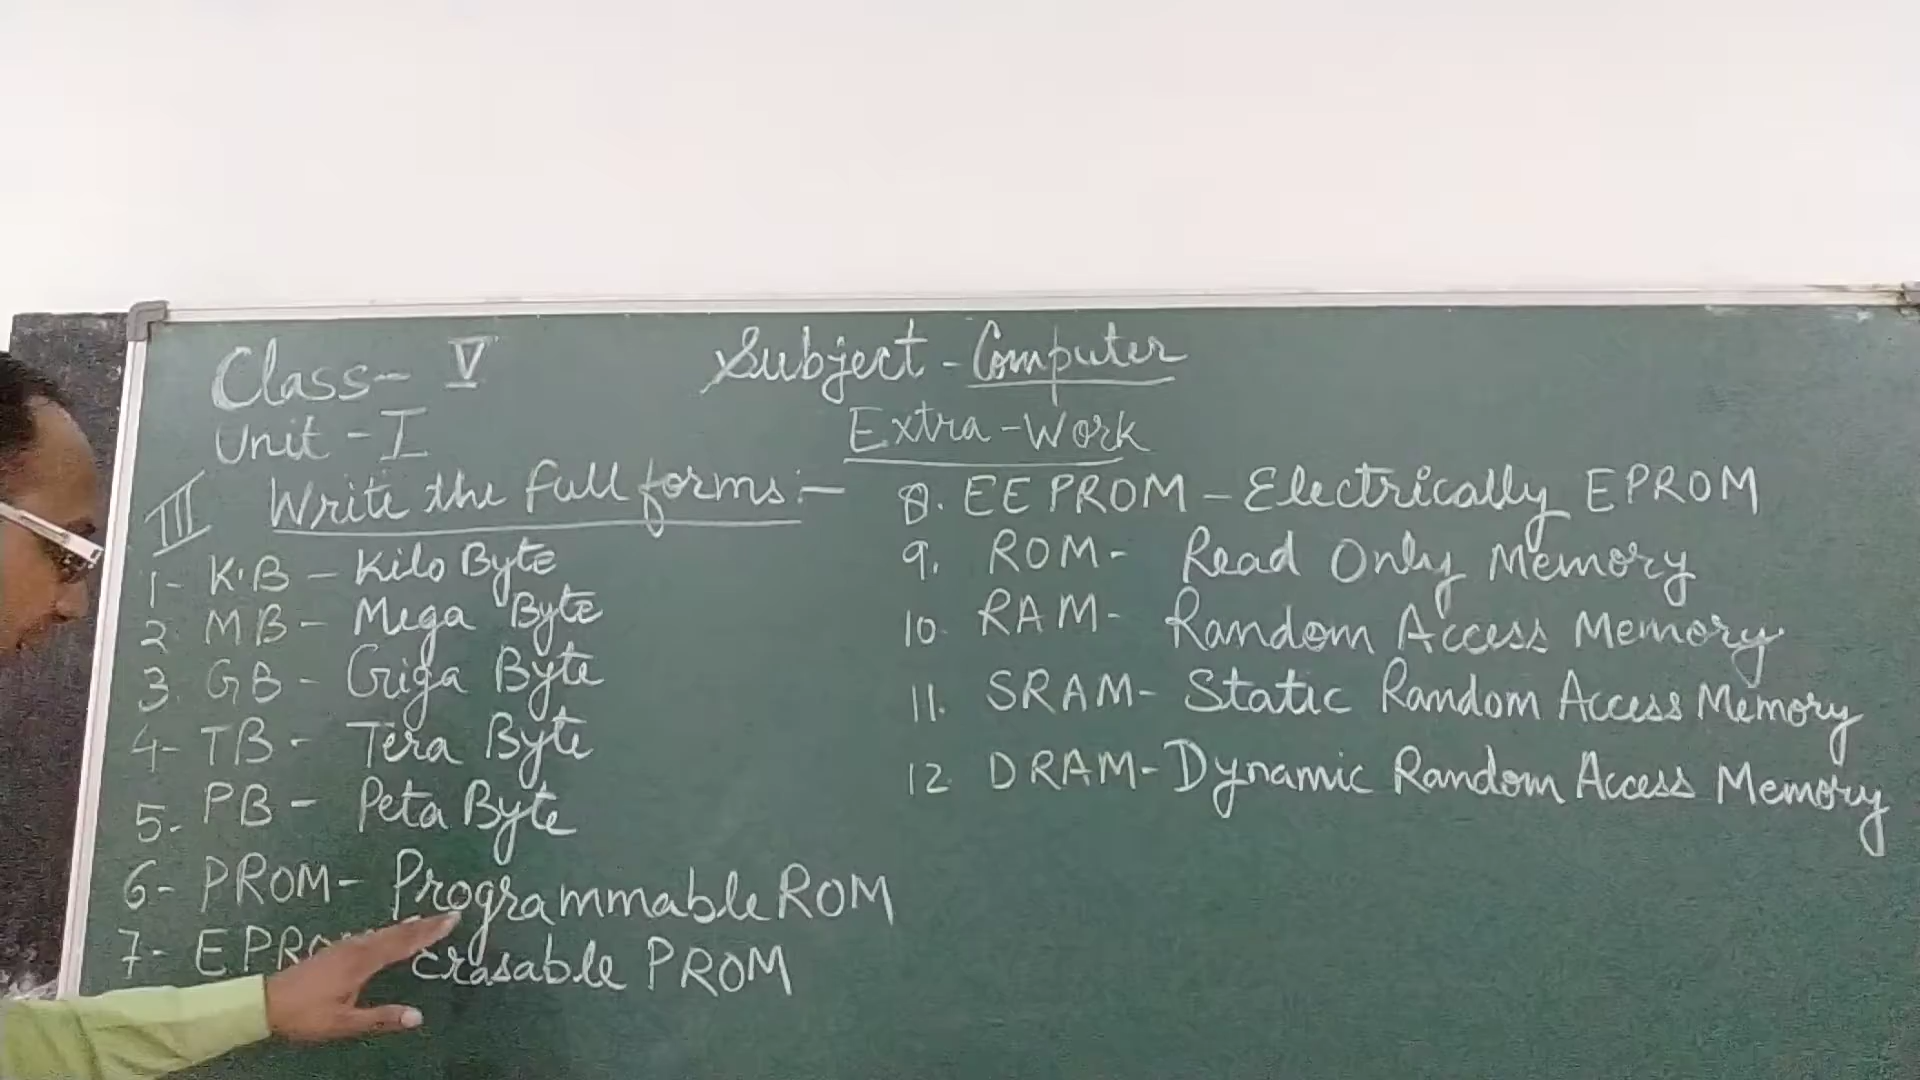 Class- V
Subject - Computer
Unit - I
Extra - Work
III Write the Full forms :-
1- K.B - Kilo Byte
2. MB - Mega Byte
3. GB - Giga Byte
4- TB - Tera Byte
5- PB - Peta Byte
6- PROM- Programmable ROM
7- EPRO Erasable PROM
8. EEPROM - Electrically EPROM
9. ROM- Read Only Memory
10. RAM- Random Access Memory
11. SRAM- Static Random Access Memory
12. DRAM- Dynamic Random Access Memory